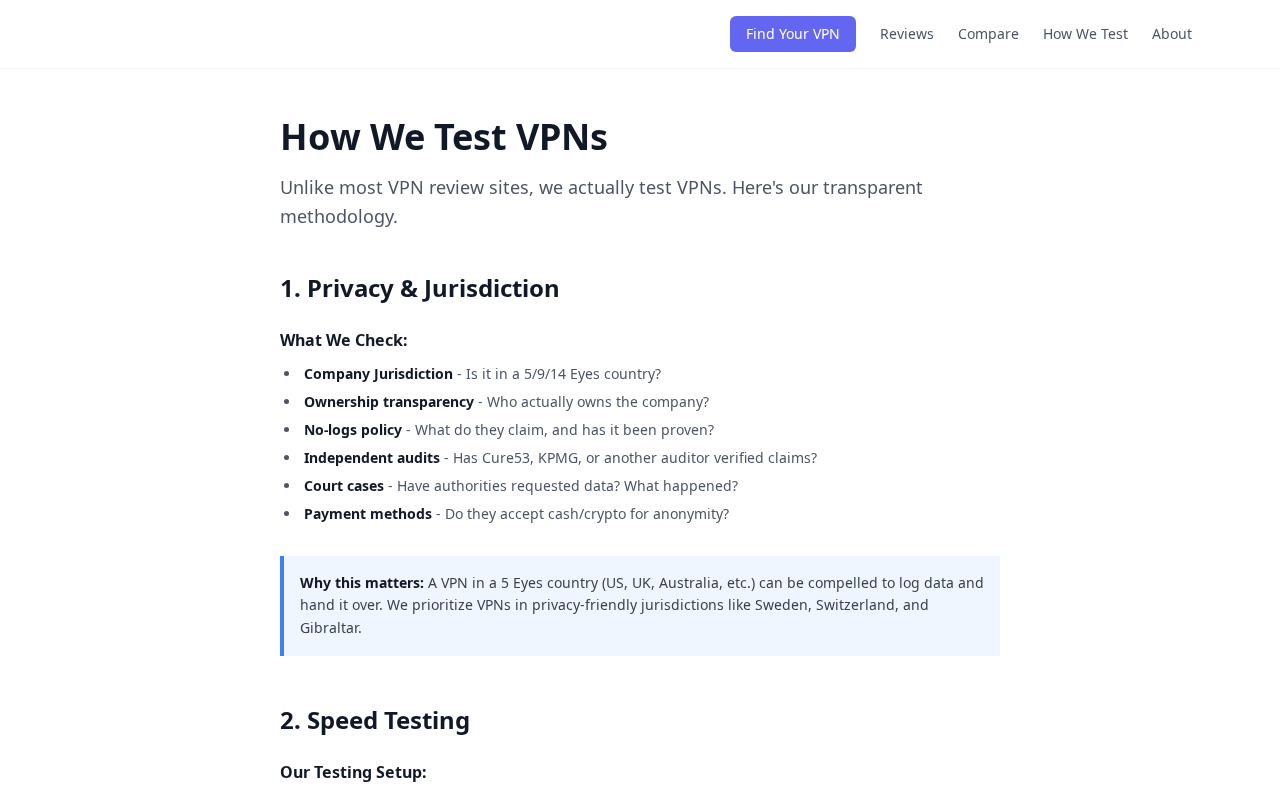 Find Your VPN
Reviews
Compare
How We Test
About
How We Test VPNs
Unlike most VPN review sites, we actually test VPNs. Here's our transparent
methodology.
1. Privacy & Jurisdiction
What We Check:
Company Jurisdiction - Is it in a 5/9/14 Eyes country?
Ownership transparency - Who actually owns the company?
No-logs policy - What do they claim, and has it been proven?
Independent audits - Has Cure53, KPMG, or another auditor verified claims?
Court cases - Have authorities requested data? What happened?
Payment methods - Do they accept cash/crypto for anonymity?
Why this matters: A VPN in a 5 Eyes country (US, UK, Australia, etc.) can be compelled to log data and
hand it over. We prioritize VPNs in privacy-friendly jurisdictions like Sweden, Switzerland, and
Gibraltar.
2. Speed Testing
Our Testing Setup: